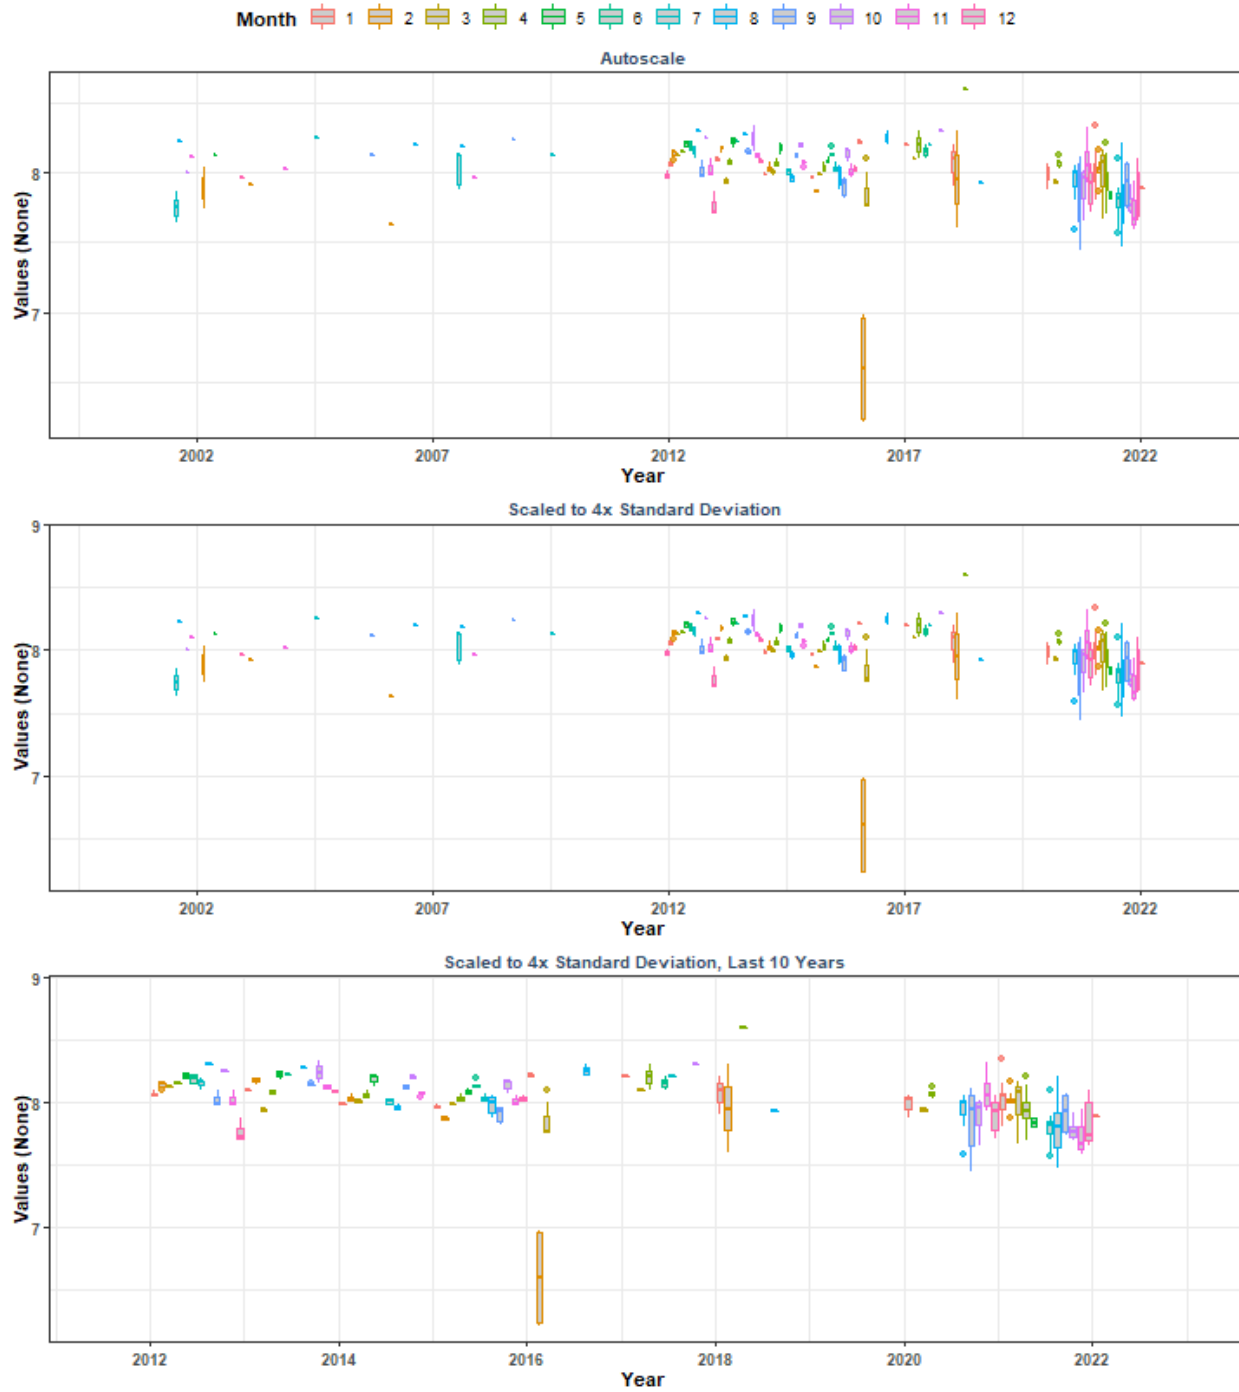 Month 1 2 3 4 5 6 7 8 9 10 11 12
Autoscale
Values (None)
8
7
2002 2007 2012 2017 2022
Year
Scaled to 4x Standard Deviation
Values (None)
9
8
7
2002 2007 2012 2017 2022
Year
Scaled to 4x Standard Deviation, Last 10 Years
Values (None)
9
8
7
2012 2014 2016 2018 2020 2022
Year